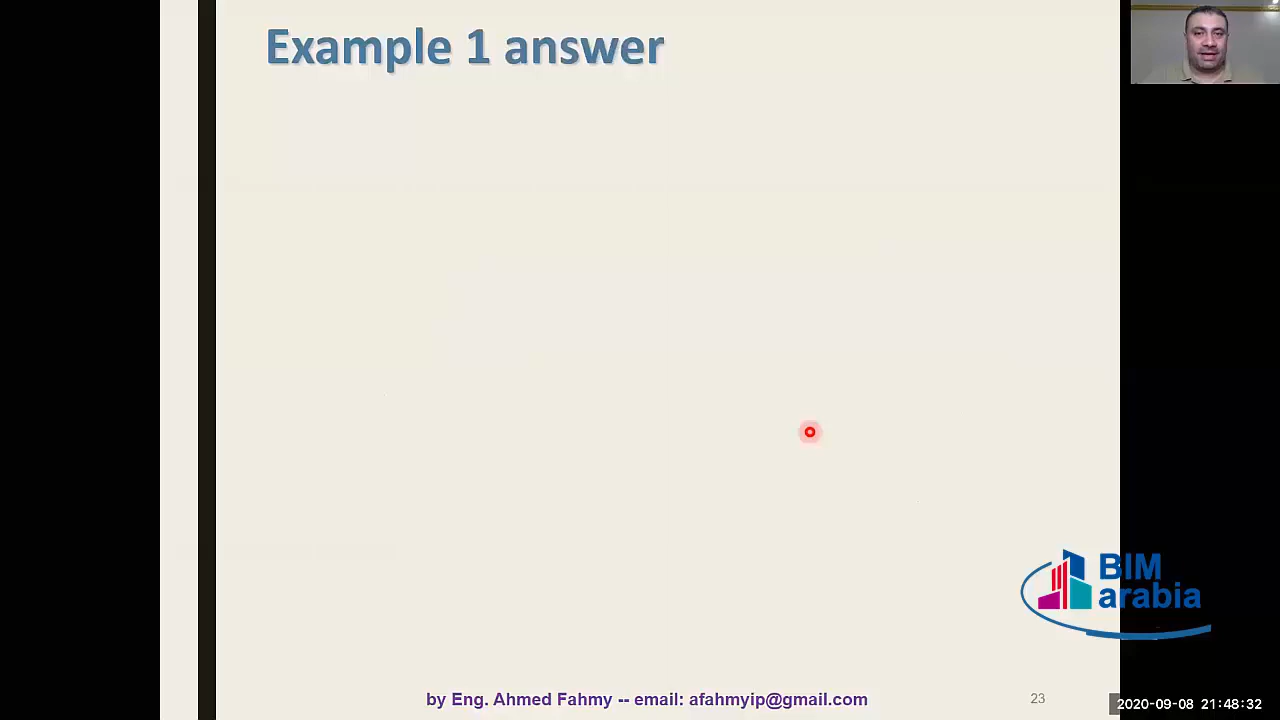 Example 1 answer
BIM
arabia
by Eng. Ahmed Fahmy -- email: afahmyip@gmail.com
23
2020-09-08 21:48:32